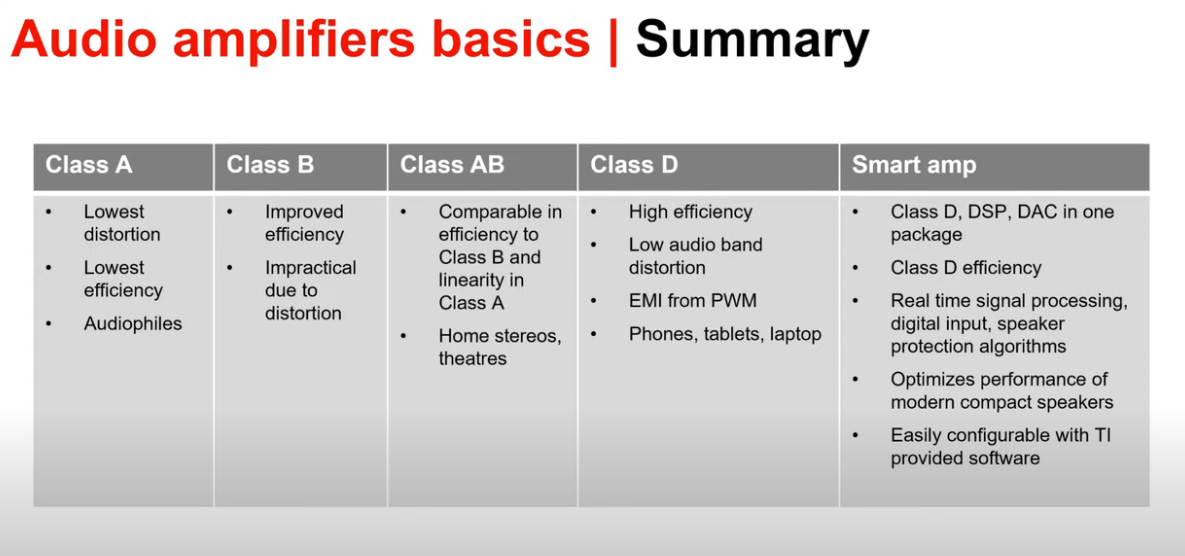 Audio amplifiers basics | Summary
Class A
• Lowest
distortion
• Lowest
efficiency
• Audiophiles
Class B
• Improved
efficiency
• Impractical
due to
distortion
Class AB
• Comparable in
efficiency to
Class B and
linearity in
Class A
• Home stereos,
theatres
Class D
• High efficiency
• Low audio band
distortion
• EMI from PWM
• Phones, tablets, laptop
Smart amp
• Class D, DSP, DAC in one
package
• Class D efficiency
• Real time signal processing,
digital input, speaker
protection algorithms
• Optimizes performance of
modern compact speakers
• Easily configurable with TI
provided software